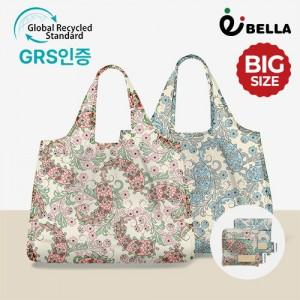 Global Recycled
Standard
GRS인증
BELLA
BIG
SIZE